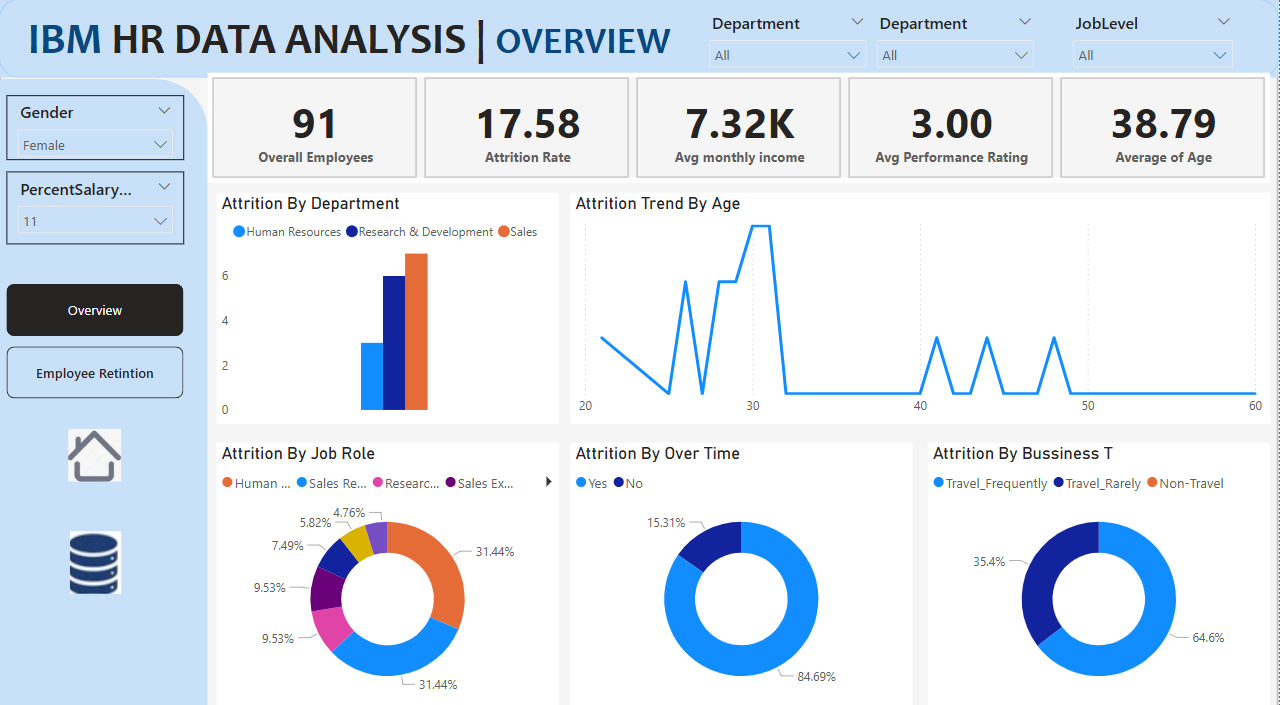 IBM HR DATA ANALYSIS | OVERVIEW
Department
All
Department
All
JobLevel
All
Gender
Female
PercentSalary...
11
Overview
Employee Retintion
91
Overall Employees
17.58
Attrition Rate
7.32K
Avg monthly income
3.00
Avg Performance Rating
38.79
Average of Age
Attrition By Department
Human Resources Research & Development Sales
6
4
2
0
Attrition Trend By Age
20 30 40 50 60
Attrition By Job Role
Human ... Sales Re... Researc... Sales Ex...
4.76%
5.82%
7.49%
9.53%
9.53%
31.44%
31.44%
Attrition By Over Time
Yes No
15.31%
84.69%
Attrition By Bussiness T
Travel_Frequently Travel_Rarely Non-Travel
35.4%
64.6%